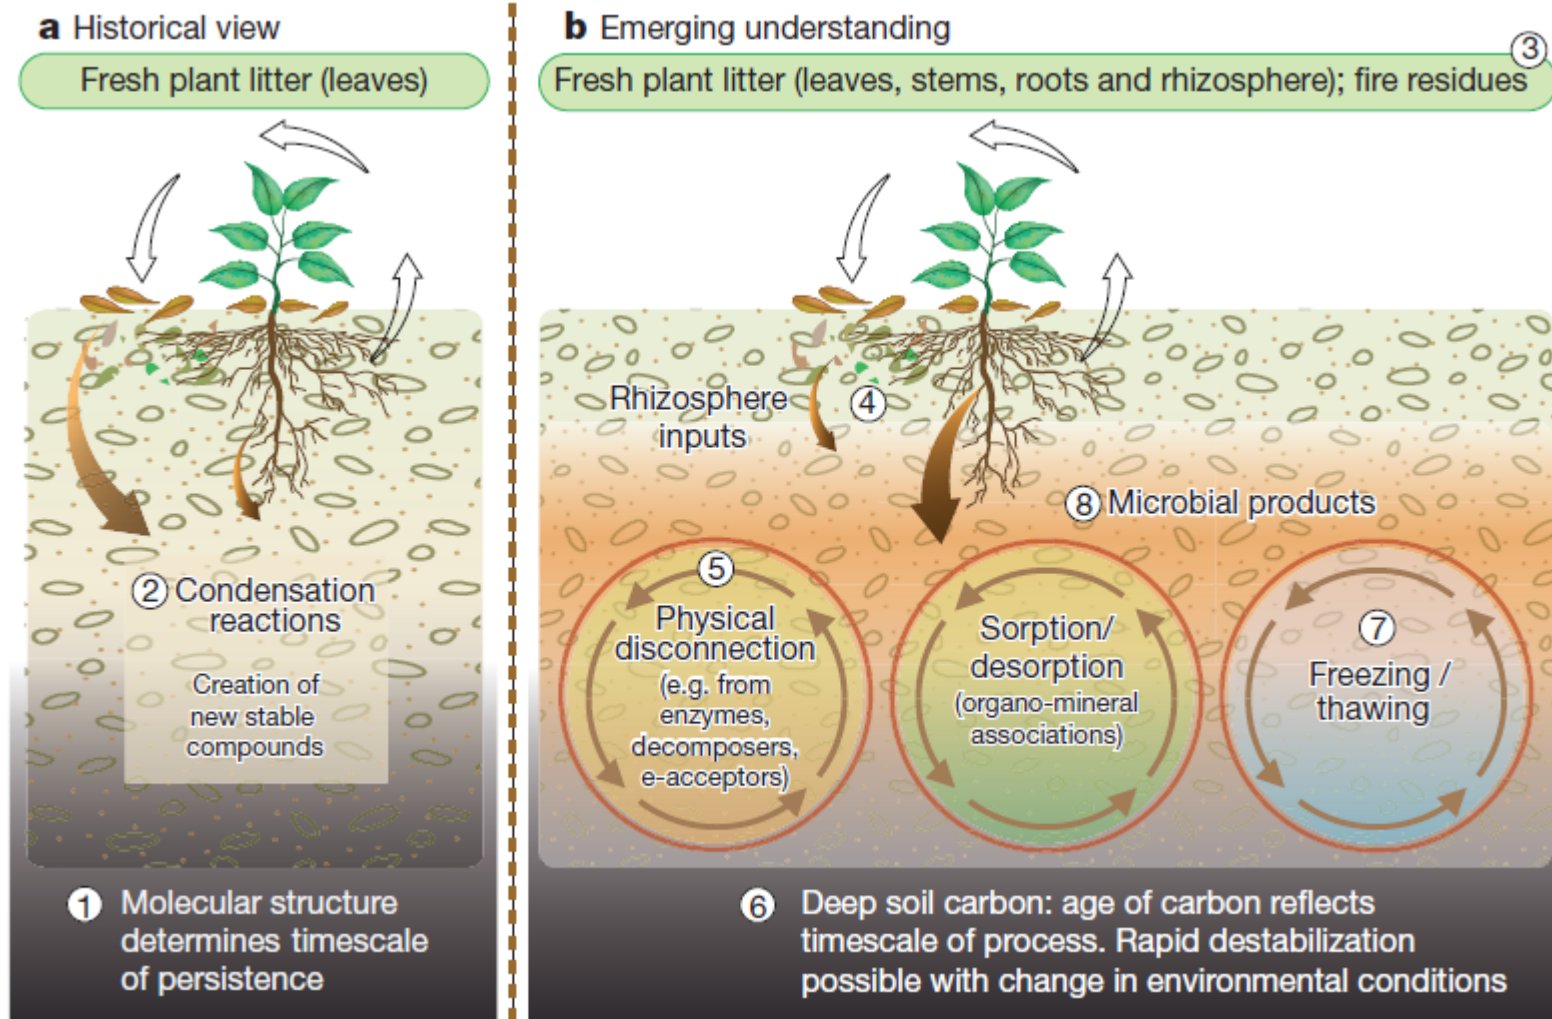 a Historical view
Fresh plant litter (leaves)
2 Condensation
reactions
Creation of
new stable
compounds
1 Molecular structure
determines timescale
of persistence
b Emerging understanding
3
Fresh plant litter (leaves, stems, roots and rhizosphere); fire residues
Rhizosphere
inputs
4
8 Microbial products
5
Physical
disconnection
(e.g. from
enzymes,
decomposers,
e-acceptors)
Sorption/
desorption
(organo-mineral
associations)
7
Freezing /
thawing
6 Deep soil carbon: age of carbon reflects
timescale of process. Rapid destabilization
possible with change in environmental conditions